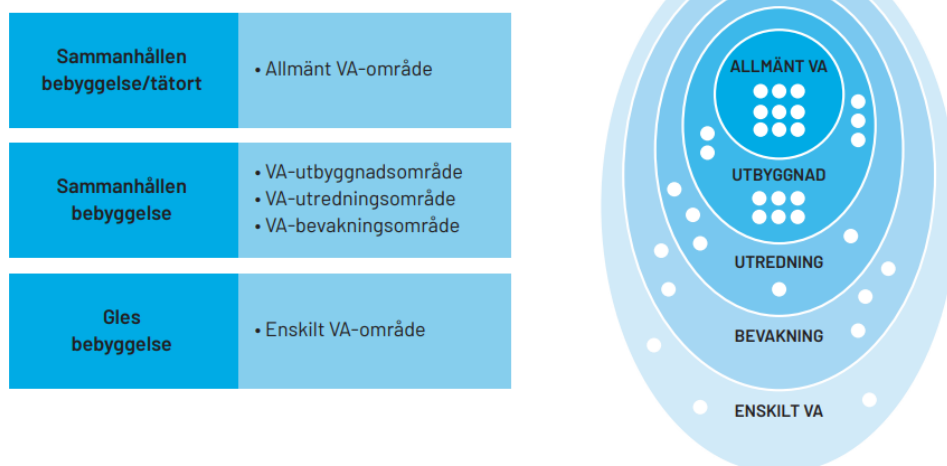 Sammanhållen
bebyggelse/tätort
• Allmänt VA-område
Sammanhållen
bebyggelse
• VA-utbyggnadsområde
• VA-utredningsområde
• VA-bevakningsområde
Gles
bebyggelse
• Enskilt VA-område
ALLMÄNT VA
UTBYGGNAD
UTREDNING
BEVAKNING
ENSKILT VA